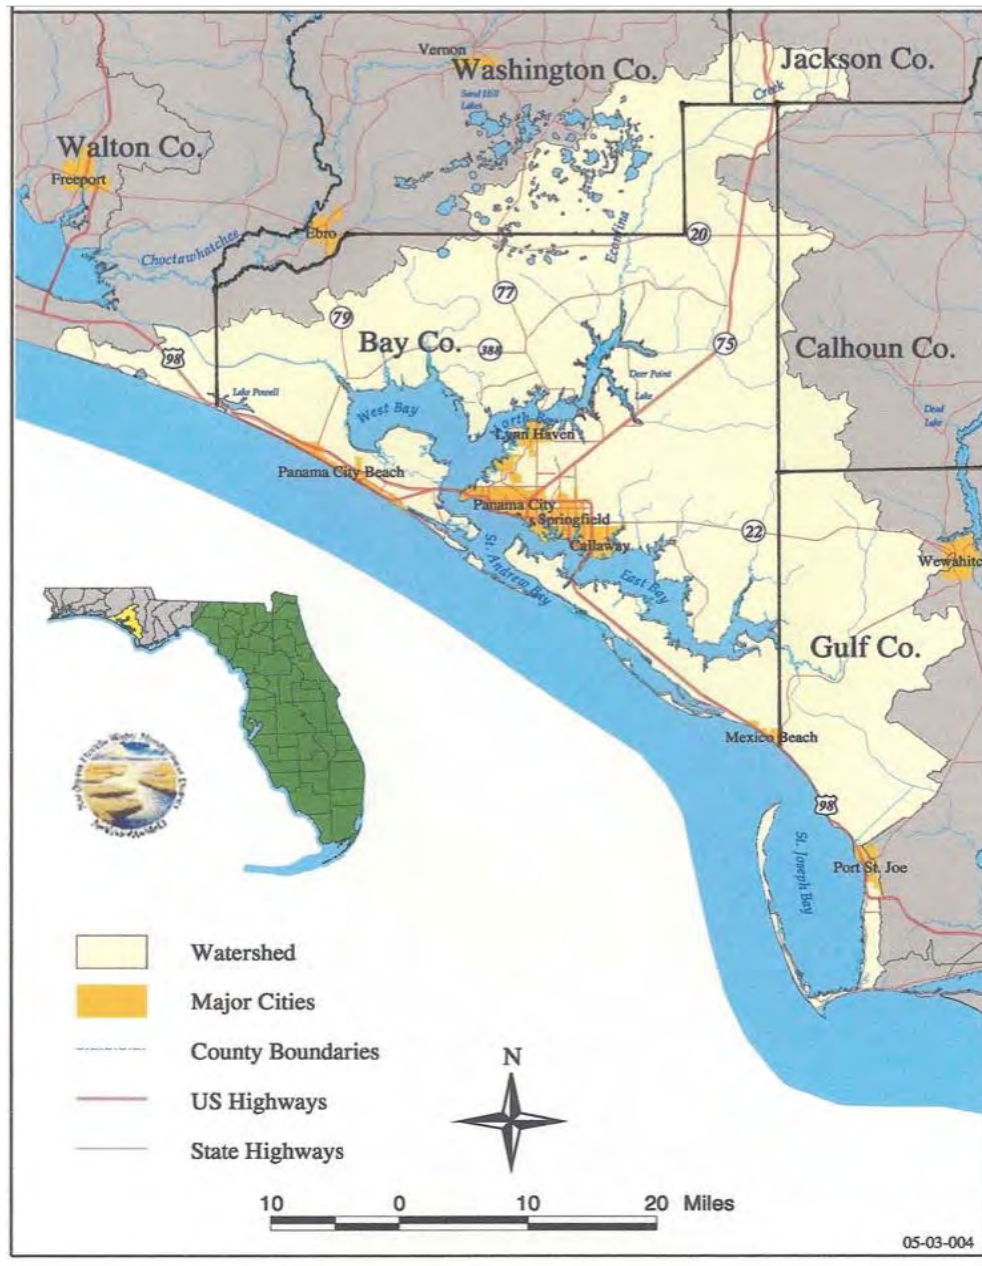 Vernon
Washington Co.
Jackson Co.
Sand Hill
Lakes
Creek
Walton Co.
Freeport
Ebro
Choctawhatchee
Econfina
20
77
79
98
Bay Co.
388
75
Calhoun Co.
Deer Point
Lake
Lake Powell
West Bay
North Bay
Lynn Haven
Dead
Lake
Panama City Beach
Panama City
Springfield
Callaway
22
St. Andrew Bay
East Bay
Wewahitc
Gulf Co.
Mexico Beach
98
St. Joseph Bay
Port St. Joe
Watershed
Major Cities
County Boundaries
US Highways
State Highways
N
10 0 10 20 Miles
05-03-004